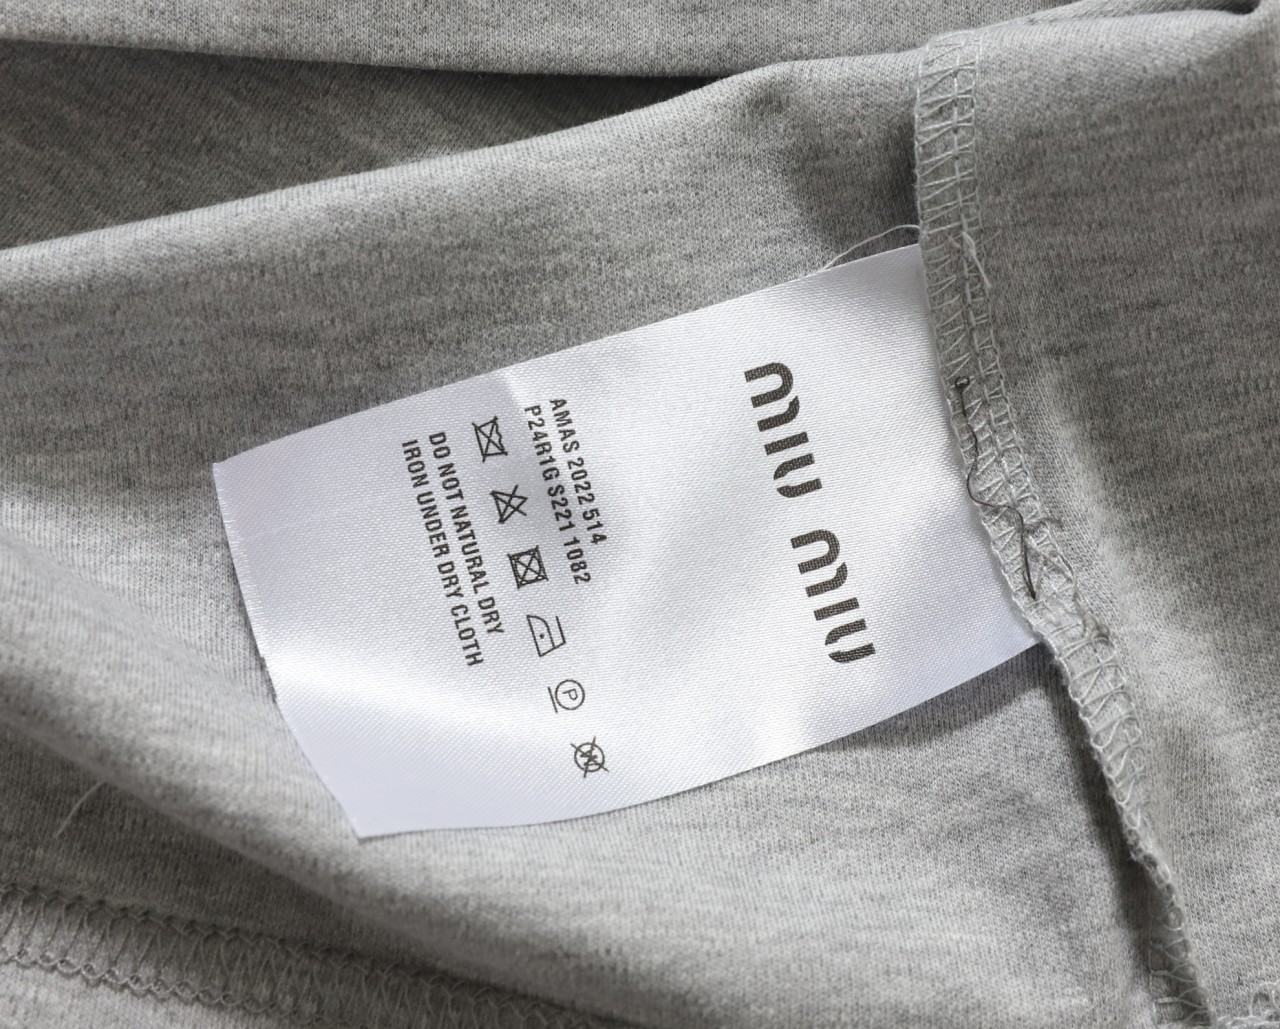 miu miu
AMAS 2022 514
P24R1G S221 1082
P
W
DO NOT NATURAL DRY
IRON UNDER DRY CLOTH